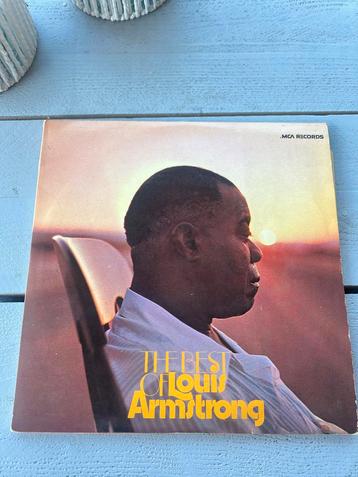 MCA RECORDS
THE BEST
OF Louis
Armstrong